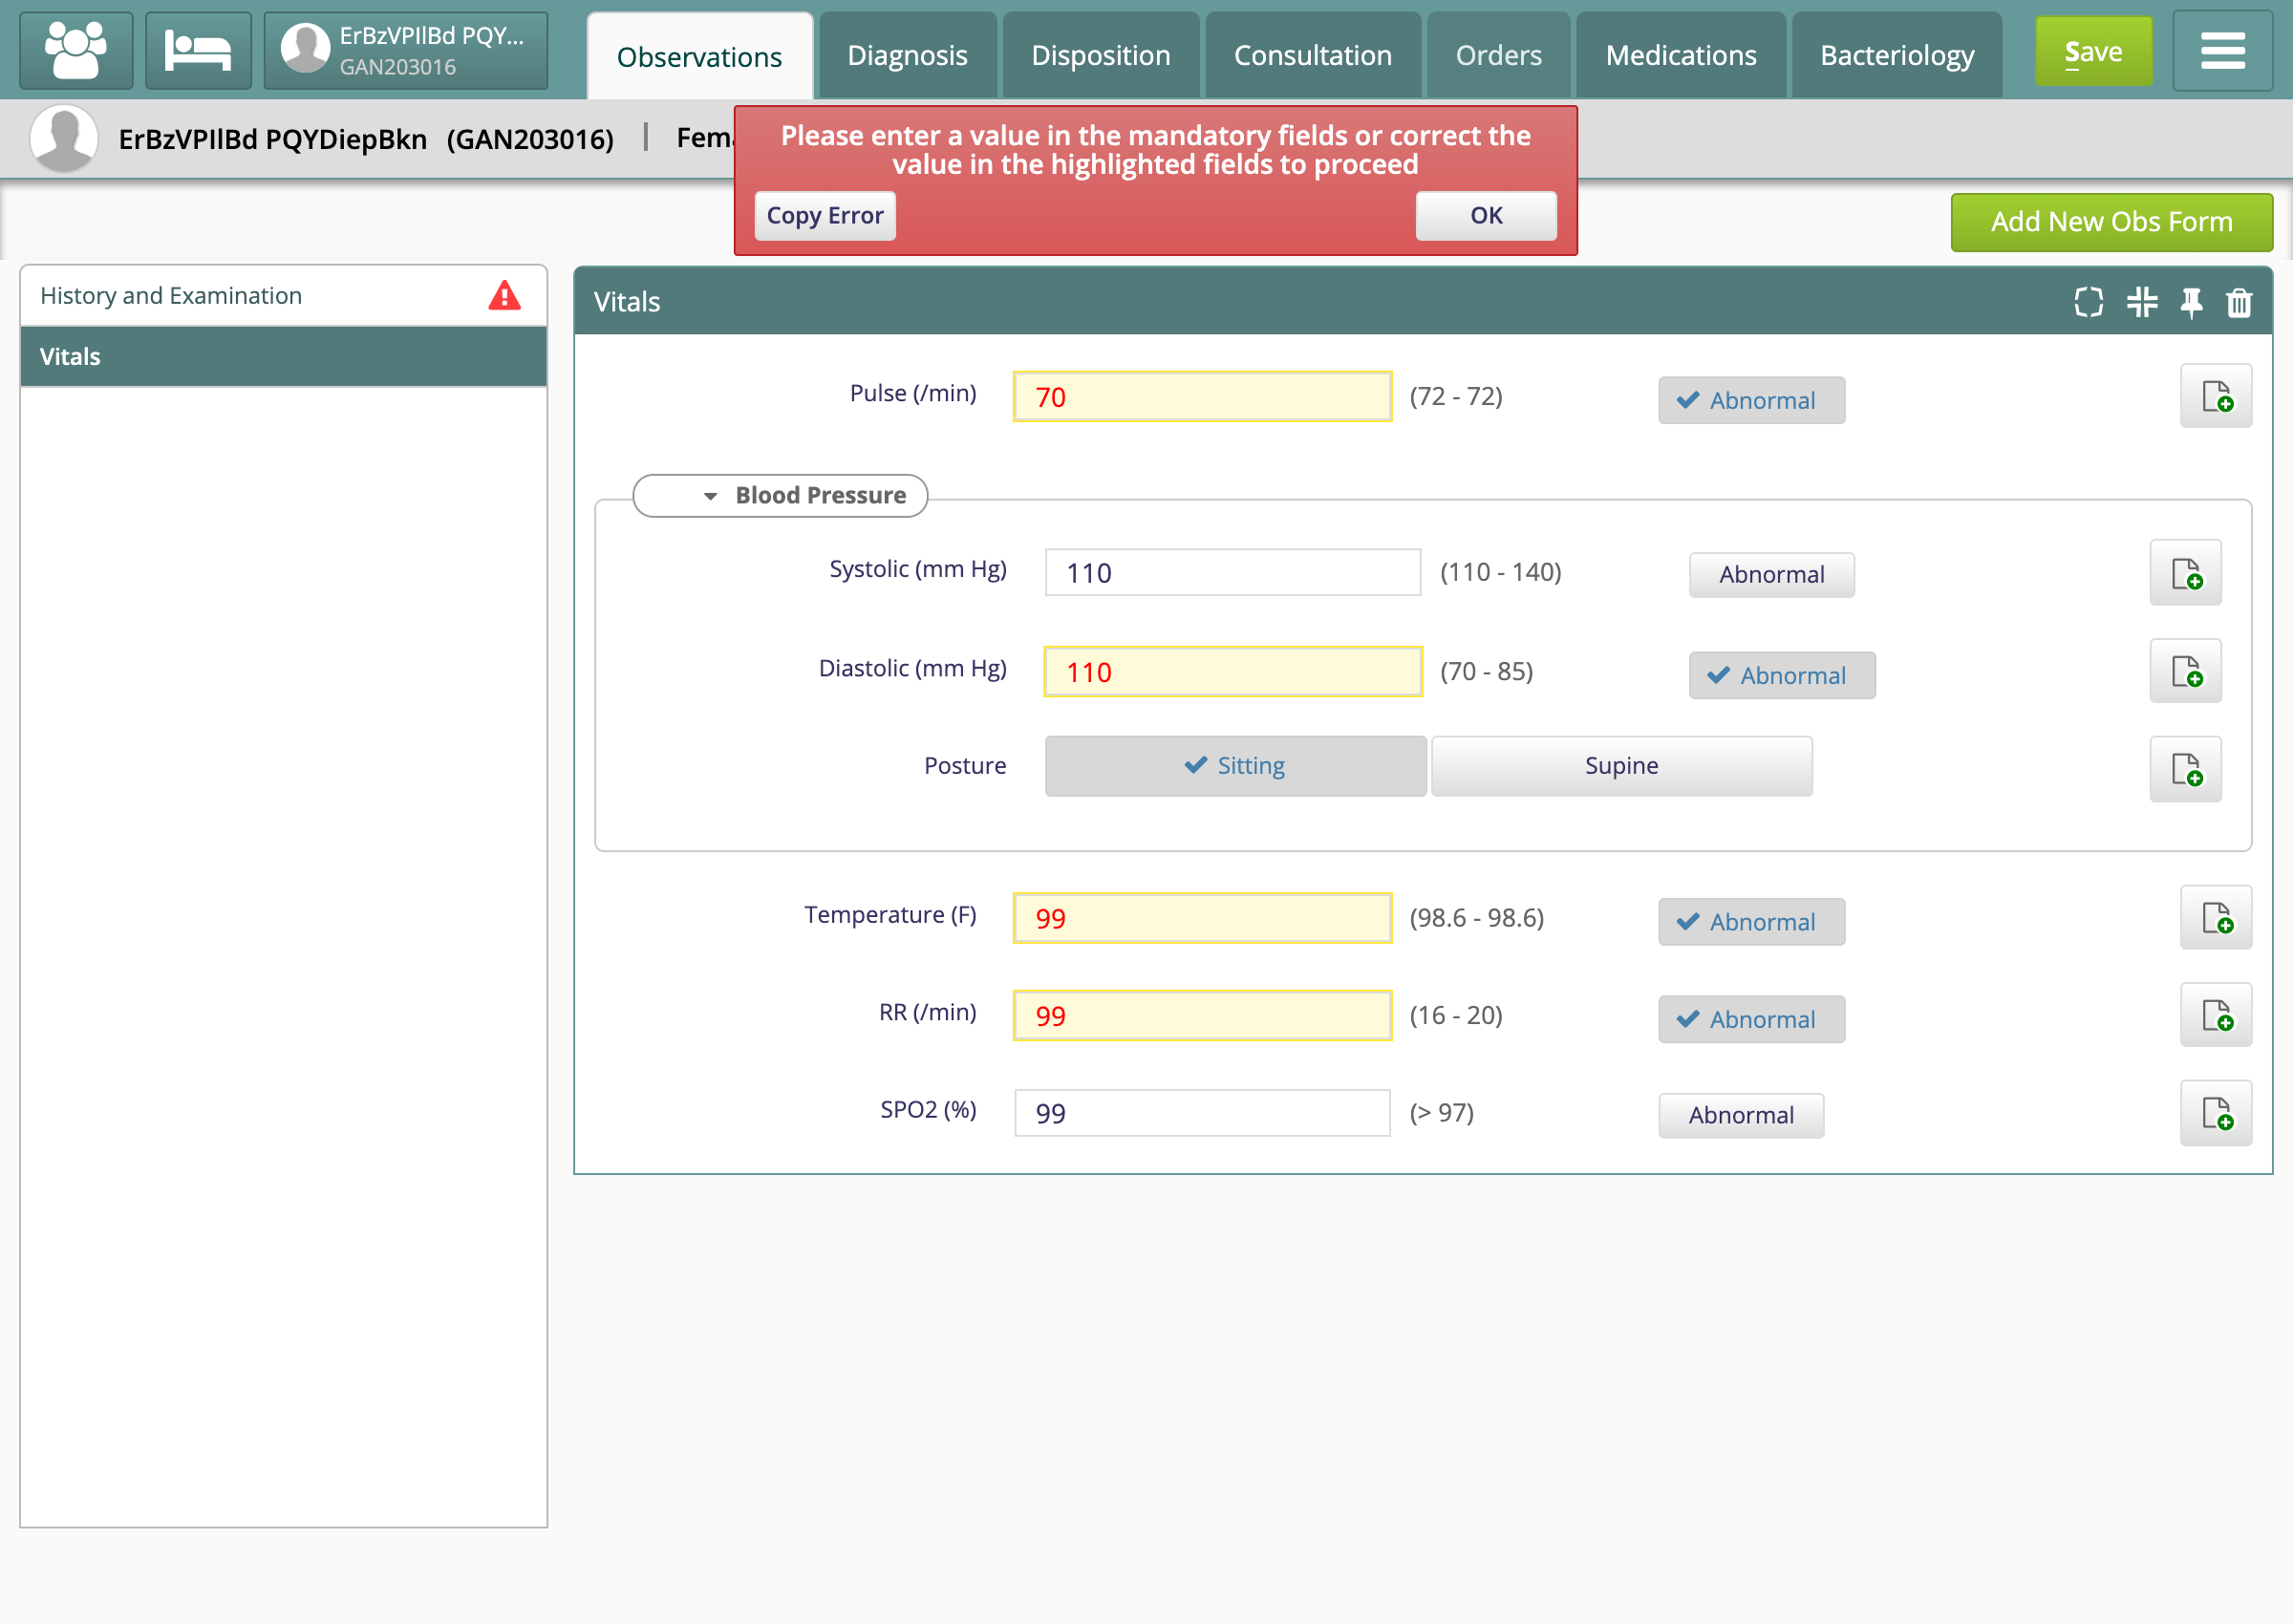 ErBzVPIlBd PQY...
GAN203016
Observations
Diagnosis
Disposition
Consultation
Orders
Medications
Bacteriology
Save
ErBzVPIlBd PQYDiepBkn (GAN203016) |
Please enter a value in the mandatory fields or correct the
value in the highlighted fields to proceed
Copy Error
OK
Add New Obs Form
History and Examination
Vitals
Vitals
Pulse (/min) 70 (72 - 72) Abnormal
Blood Pressure
Systolic (mm Hg) 110 (110 - 140) Abnormal
Diastolic (mm Hg) 110 (70 - 85) Abnormal
Posture Sitting Supine
Temperature (F) 99 (98.6 - 98.6) Abnormal
RR (/min) 99 (16 - 20) Abnormal
SPO2 (%) 99 (> 97) Abnormal